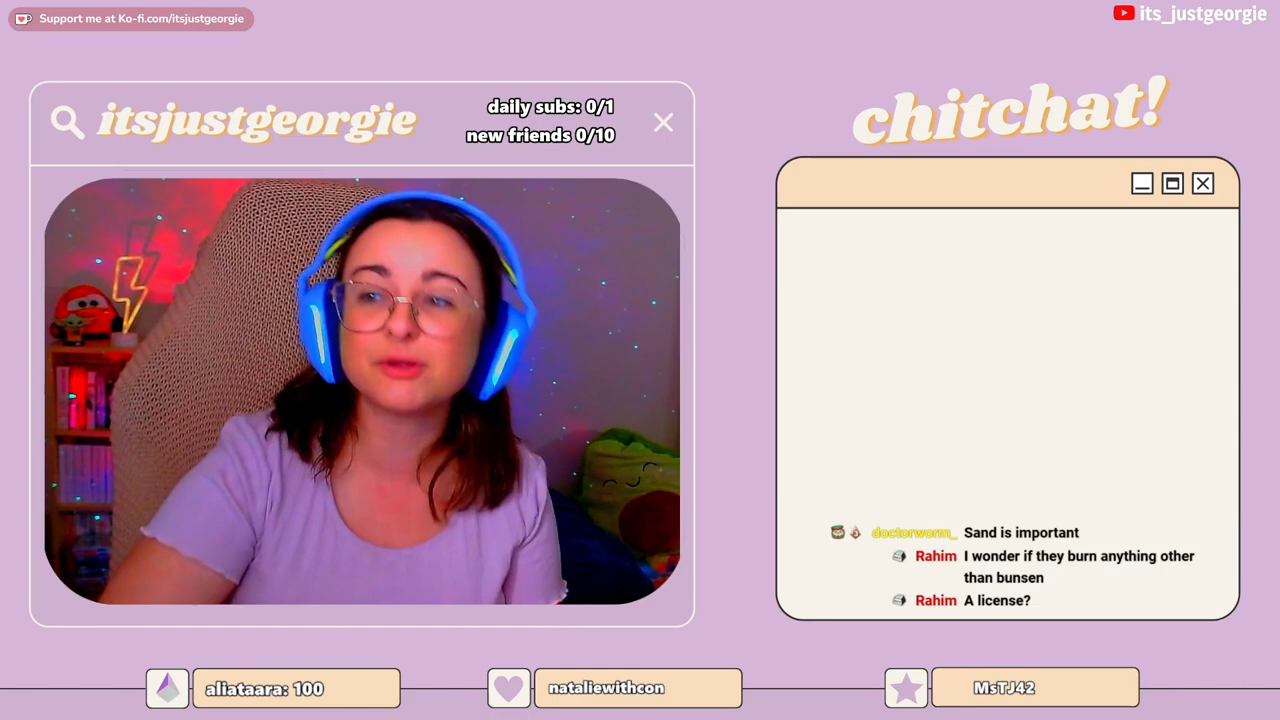 Support me at Ko-fi.com/itsjustgeorgie
its_justgeorgie
itsjustgeorgie
daily subs: 0/1
new friends 0/10
chitchat!
doctorworm_ Sand is important
Rahim I wonder if they burn anything other
than bunsen
Rahim A license?
aliataara: 100
nataliewithcon
MsTJ42